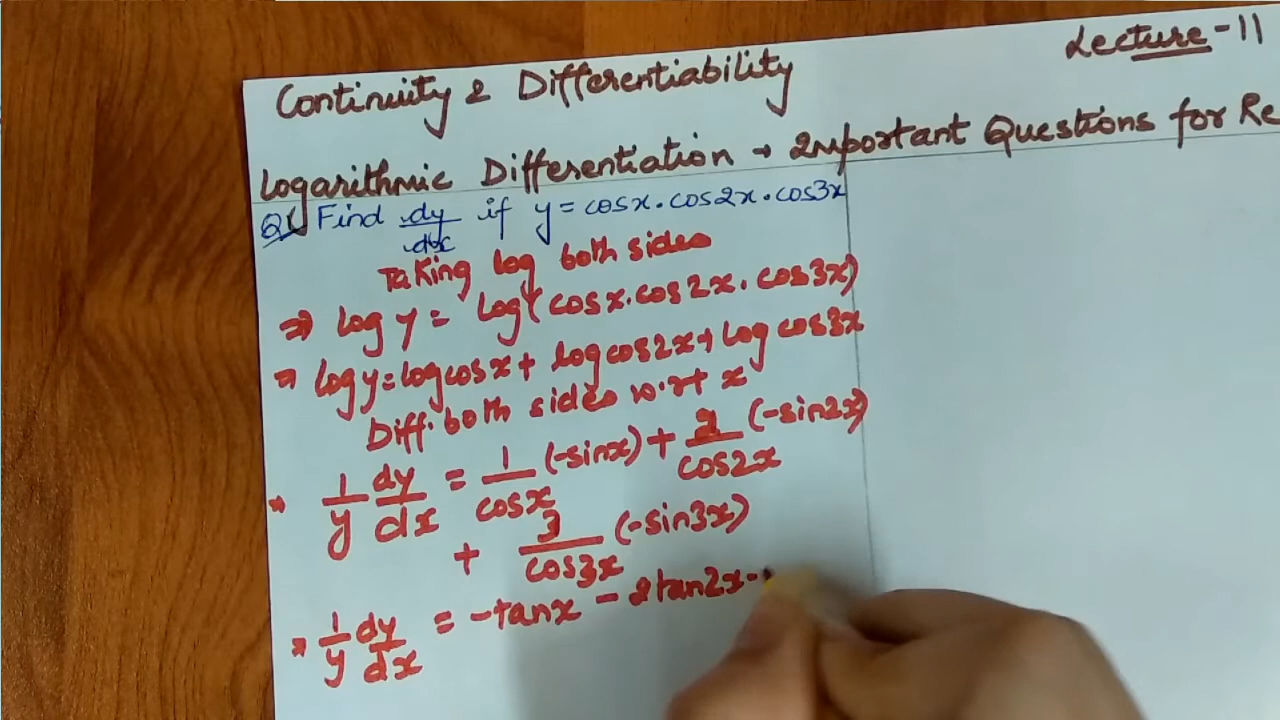 Lecture-11
Continuity & Differentiability
Logarithmic Differentiation → Important Questions for Re
Q1 Find dy/dx if y = cosx.cos2x.cos3x
Taking log both sides
⇒ log y = log(cosx.cos2x.cos3x)
⇒ log y = log cosx + log cos2x + log cos3x
Diff. both sides w.r.t x
⇒ 1/y dy/dx = 1/cosx (-sinx) + 2/cos2x (-sin2x)
+ 3/cos3x (-sin3x)
⇒ 1/y dy/dx = -tanx - 2tan2x -